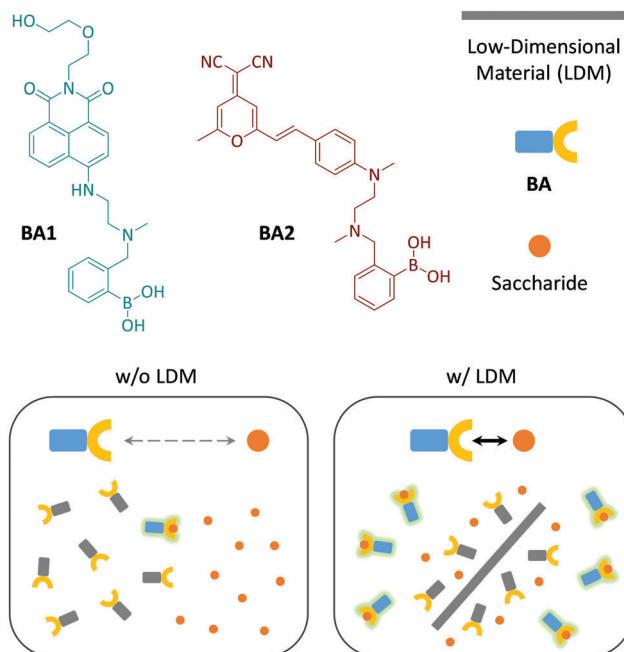 HO
O
N
O
O
HN
N
BA1
B
OH
OH
NC
CN
O
N
N
BA2
OH
B
OH
Low-Dimensional
Material (LDM)
BA
Saccharide
w/o LDM
w/ LDM